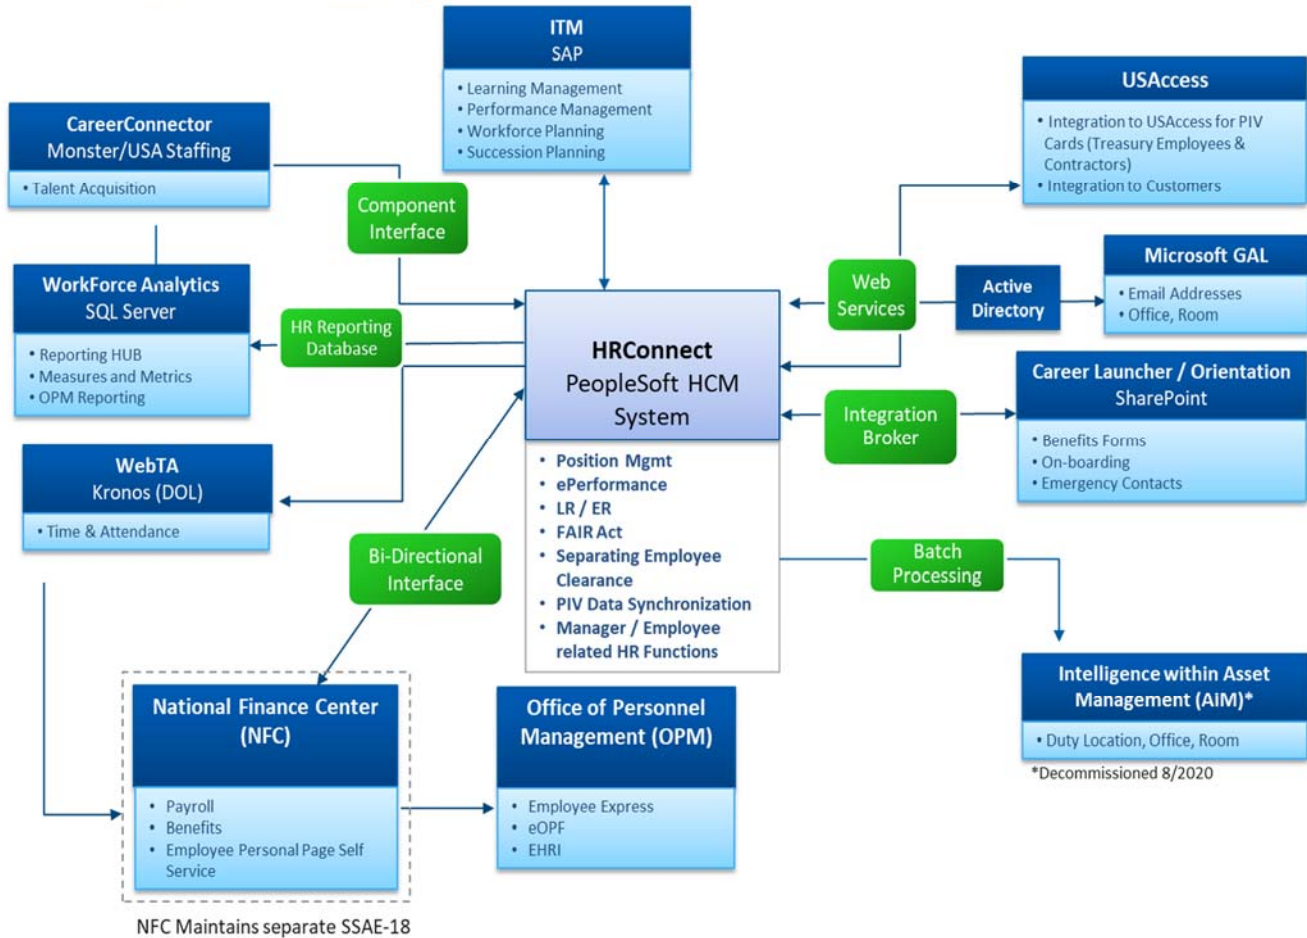 ITM
SAP
• Learning Management
• Performance Management
• Workforce Planning
• Succession Planning
USAccess
• Integration to USAccess for PIV
Cards (Treasury Employees &
Contractors)
• Integration to Customers
CareerConnector
Monster/USA Staffing
• Talent Acquisition
Component
Interface
WorkForce Analytics
SQL Server
• Reporting HUB
• Measures and Metrics
• OPM Reporting
HR Reporting
Database
HRConnect
PeopleSoft HCM
System
• Position Mgmt
• ePerformance
• LR / ER
• FAIR Act
• Separating Employee
Clearance
• PIV Data Synchronization
• Manager / Employee
related HR Functions
Web
Services
Active
Directory
Microsoft GAL
• Email Addresses
• Office, Room
Integration
Broker
Career Launcher / Orientation
SharePoint
• Benefits Forms
• On-boarding
• Emergency Contacts
WebTA
Kronos (DOL)
• Time & Attendance
Bi-Directional
Interface
Batch
Processing
Intelligence within Asset
Management (AiM)*
• Duty Location, Office, Room
*Decommissioned 8/2020
National Finance Center
(NFC)
• Payroll
• Benefits
• Employee Personal Page Self
Service
NFC Maintains separate SSAE-18
Office of Personnel
Management (OPM)
• Employee Express
• eOPF
• EHRI